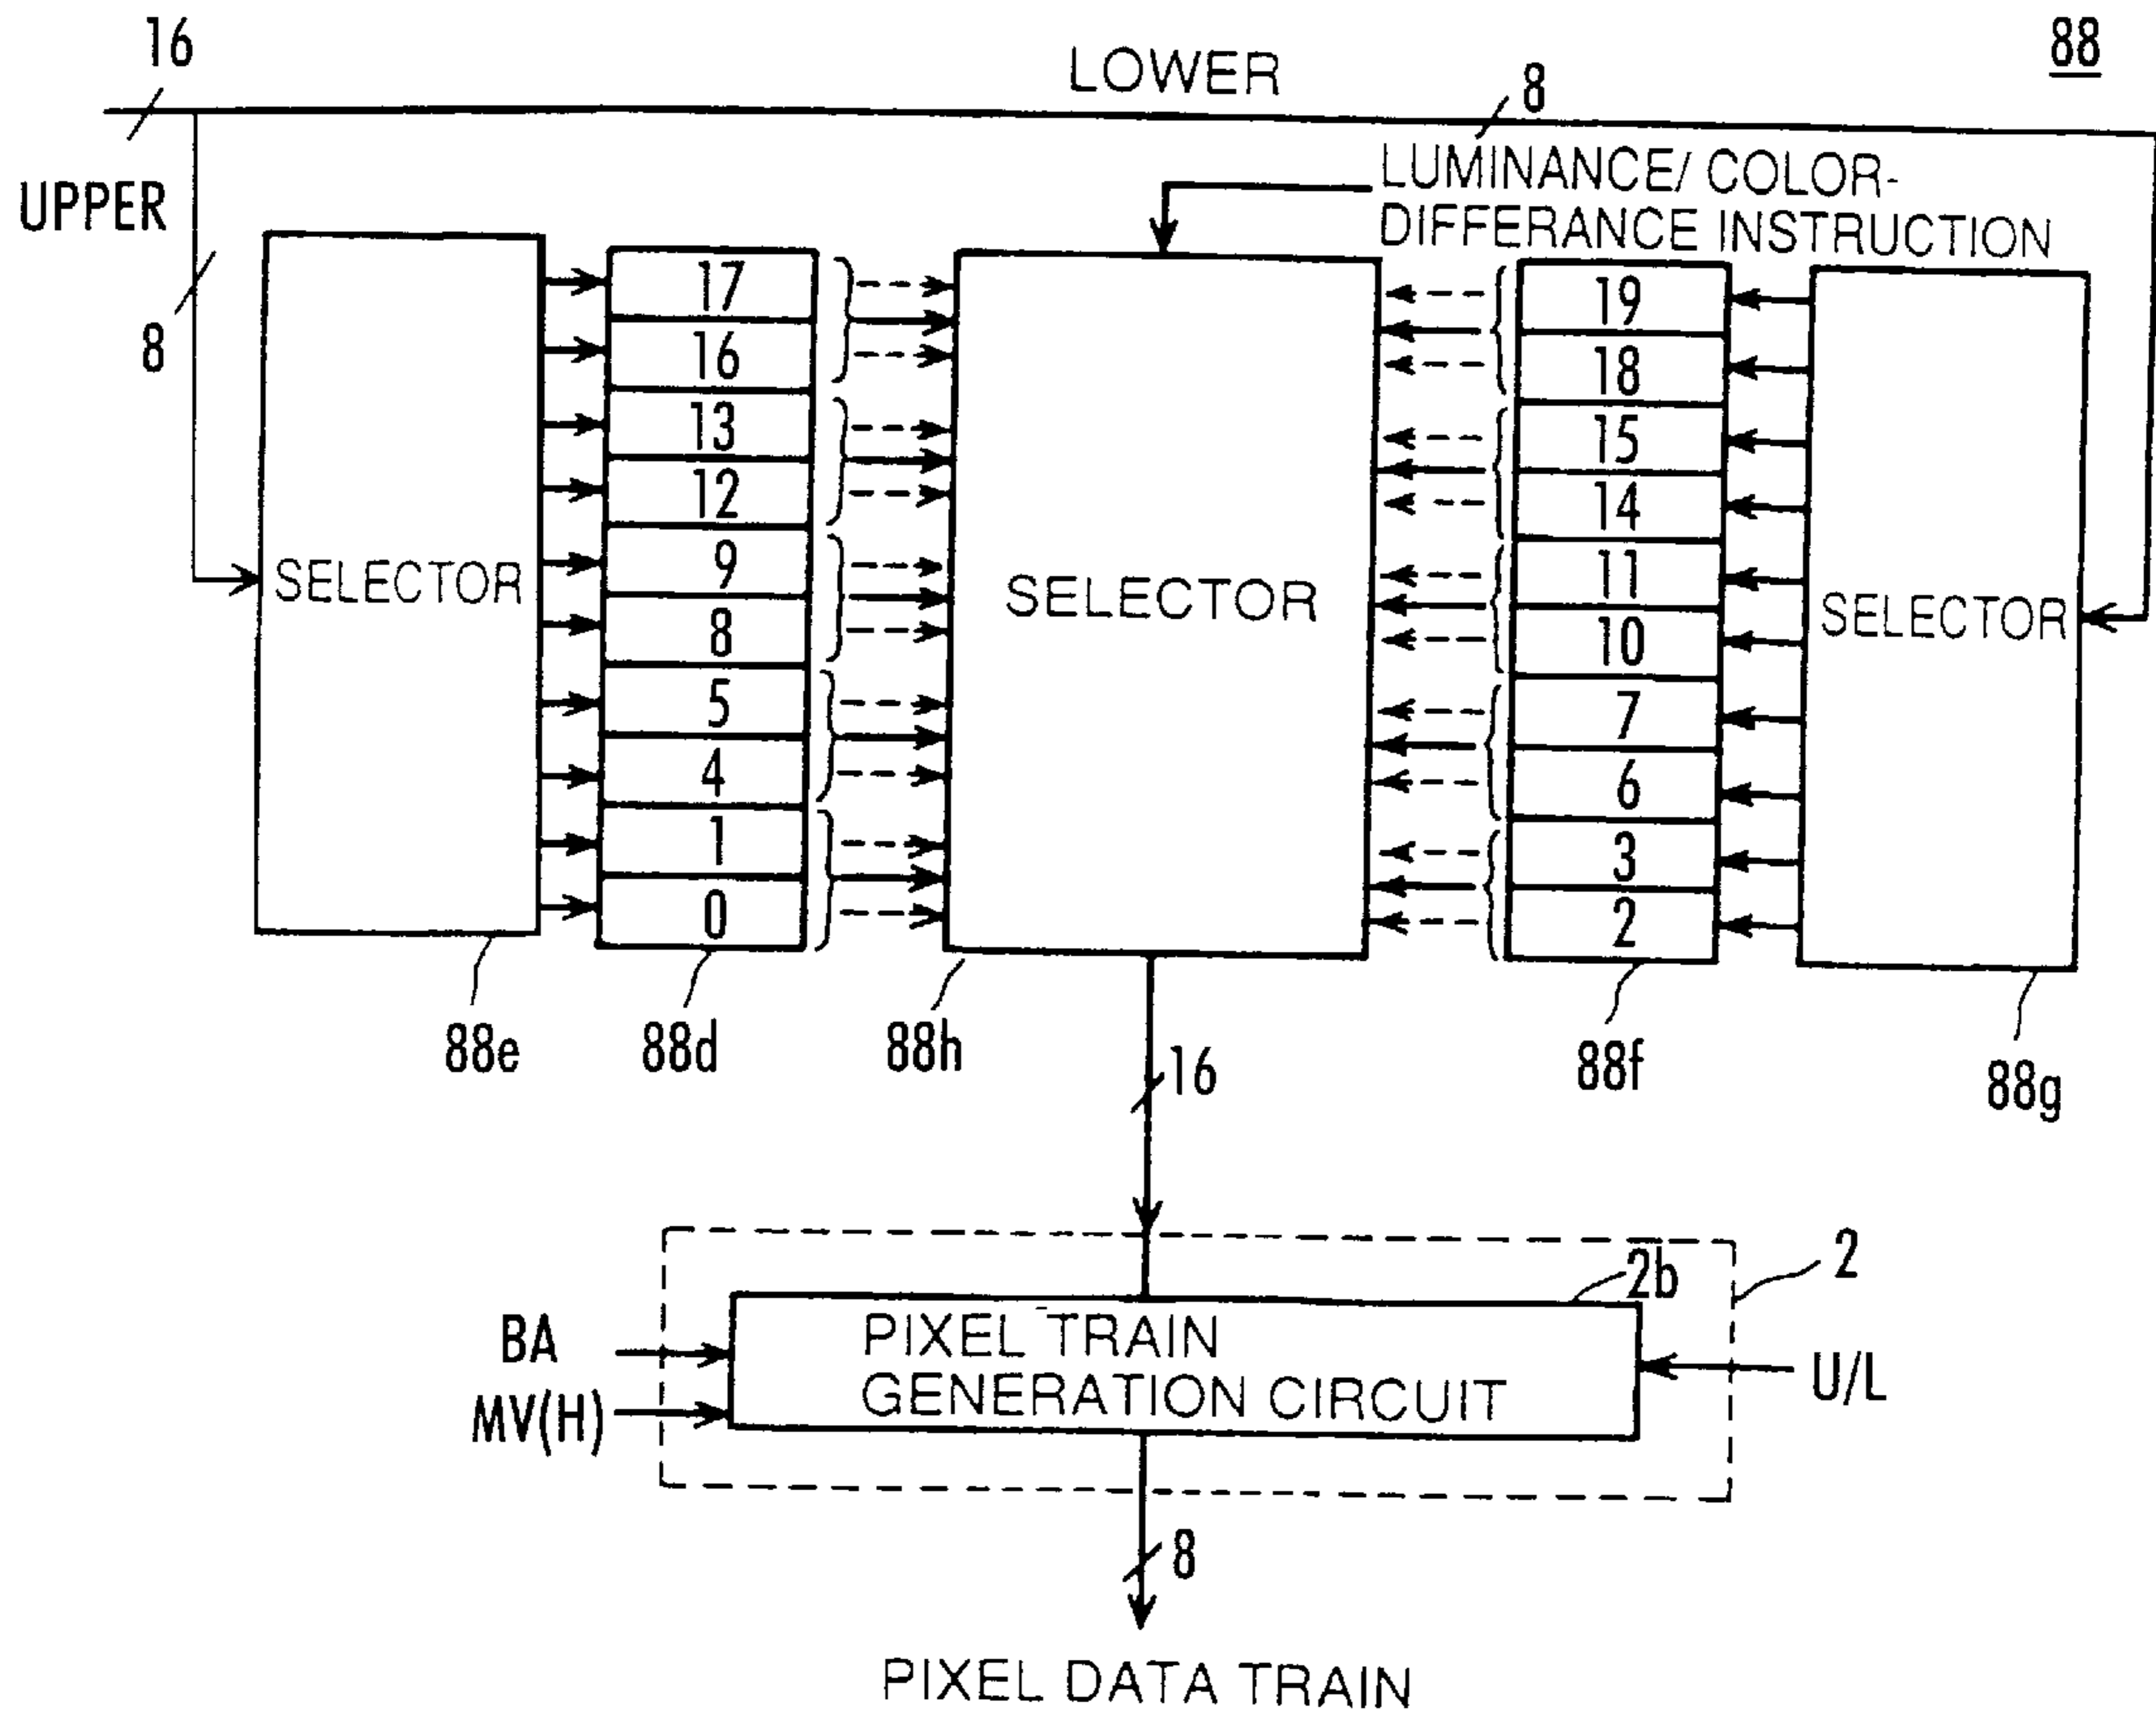 16
LOWER
8
88
UPPER
8
LUMINANCE/ COLOR-
DIFFERANCE INSTRUCTION
SELECTOR
17
16
13
12
9
8
5
4
1
0
SELECTOR
19
18
15
14
11
10
7
6
3
2
SELECTOR
88e
88d
88h
88f
88g
16
2
2b
BA
MV(H)
PIXEL TRAIN
GENERATION CIRCUIT
U/L
8
PIXEL DATA TRAIN